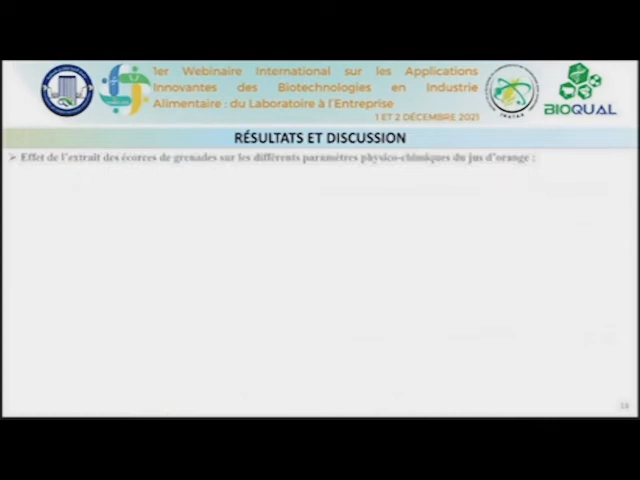 1er Webinaire International sur les Applications
Innovantes des Biotechnologies en Industrie
Alimentaire : du Laboratoire à l'Entreprise
1 ET 2 DÉCEMBRE 2021
BIOQUAL
RÉSULTATS ET DISCUSSION
➢ Effet de l'extrait des écorces de grenades sur les différents paramètres physico-chimiques du jus d'orange :